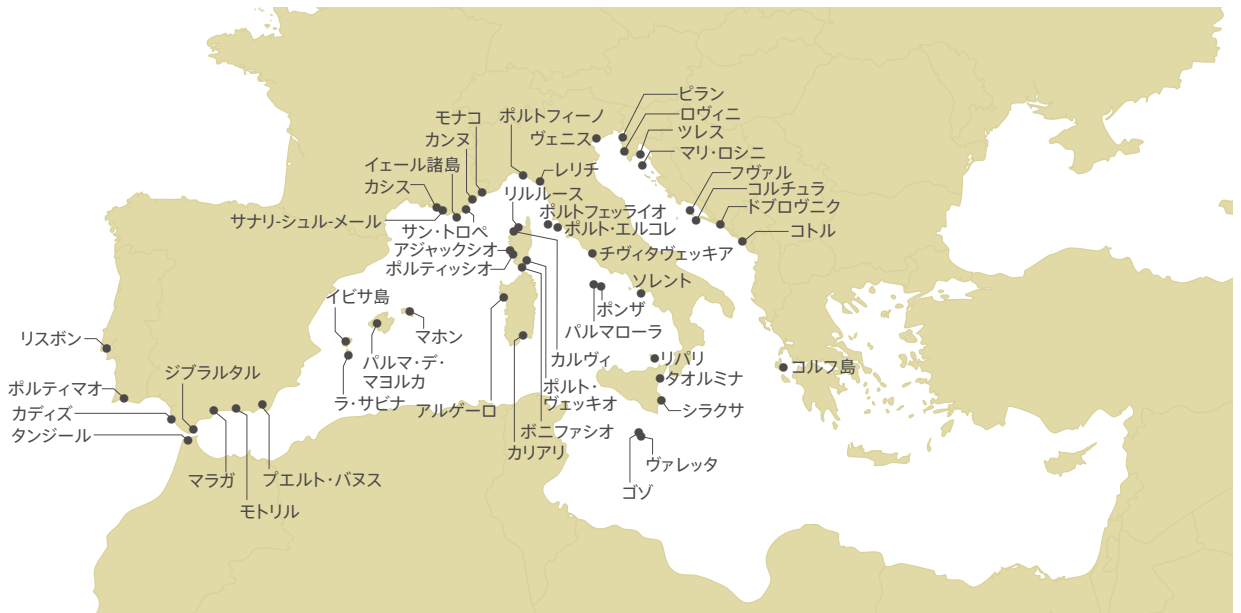 ピラン
ロヴィニ
ツレス
マリ・ロシニ
ポルトフィーノ
ヴェニス
モナコ
カンヌ
イェール諸島
カシス
サナリ-シュル-メール
サン・トロペ
レリチ
リルルース
ポルトフェッライオ
ポルト・エルコレ
フヴァル
コルチュラ
ドブロヴニク
コトル
アジャックシオ
ポルティッシオ
チヴィタヴェッキア
ソレント
ポンザ
パルマローラ
イビサ島
マホン
リスボン
パルマ・デ・
マヨルカ
ラ・サビナ
カルヴィ
リパリ
タオルミナ
シラクサ
コルフ島
ジブラルタル
ポルティマオ
カディズ
タンジール
アルゲーロ
ポルト・
ヴェッキオ
ボニファシオ
カリアリ
マラガ
プエルト・バヌス
モトリル
ヴァレッタ
ゴゾ